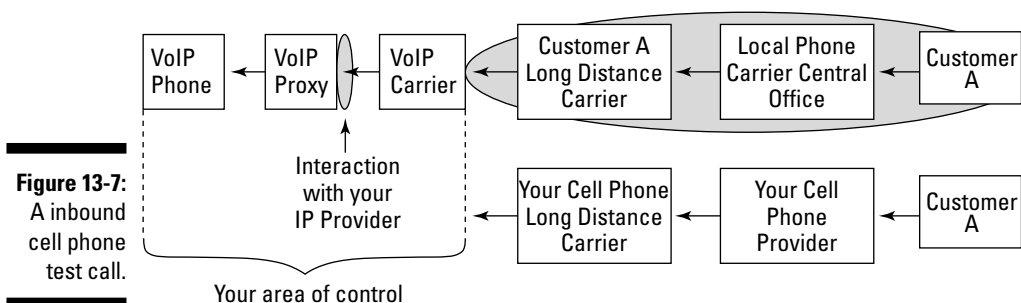 VoIP
Phone
VoIP
Proxy
VoIP
Carrier
Customer A
Long Distance
Carrier
Local Phone
Carrier Central
Office
Customer
A
Interaction
with your
IP Provider
Your Cell Phone
Long Distance
Carrier
Your Cell
Phone
Provider
Customer
A
Your area of control
Figure 13-7:
A inbound
cell phone
test call.